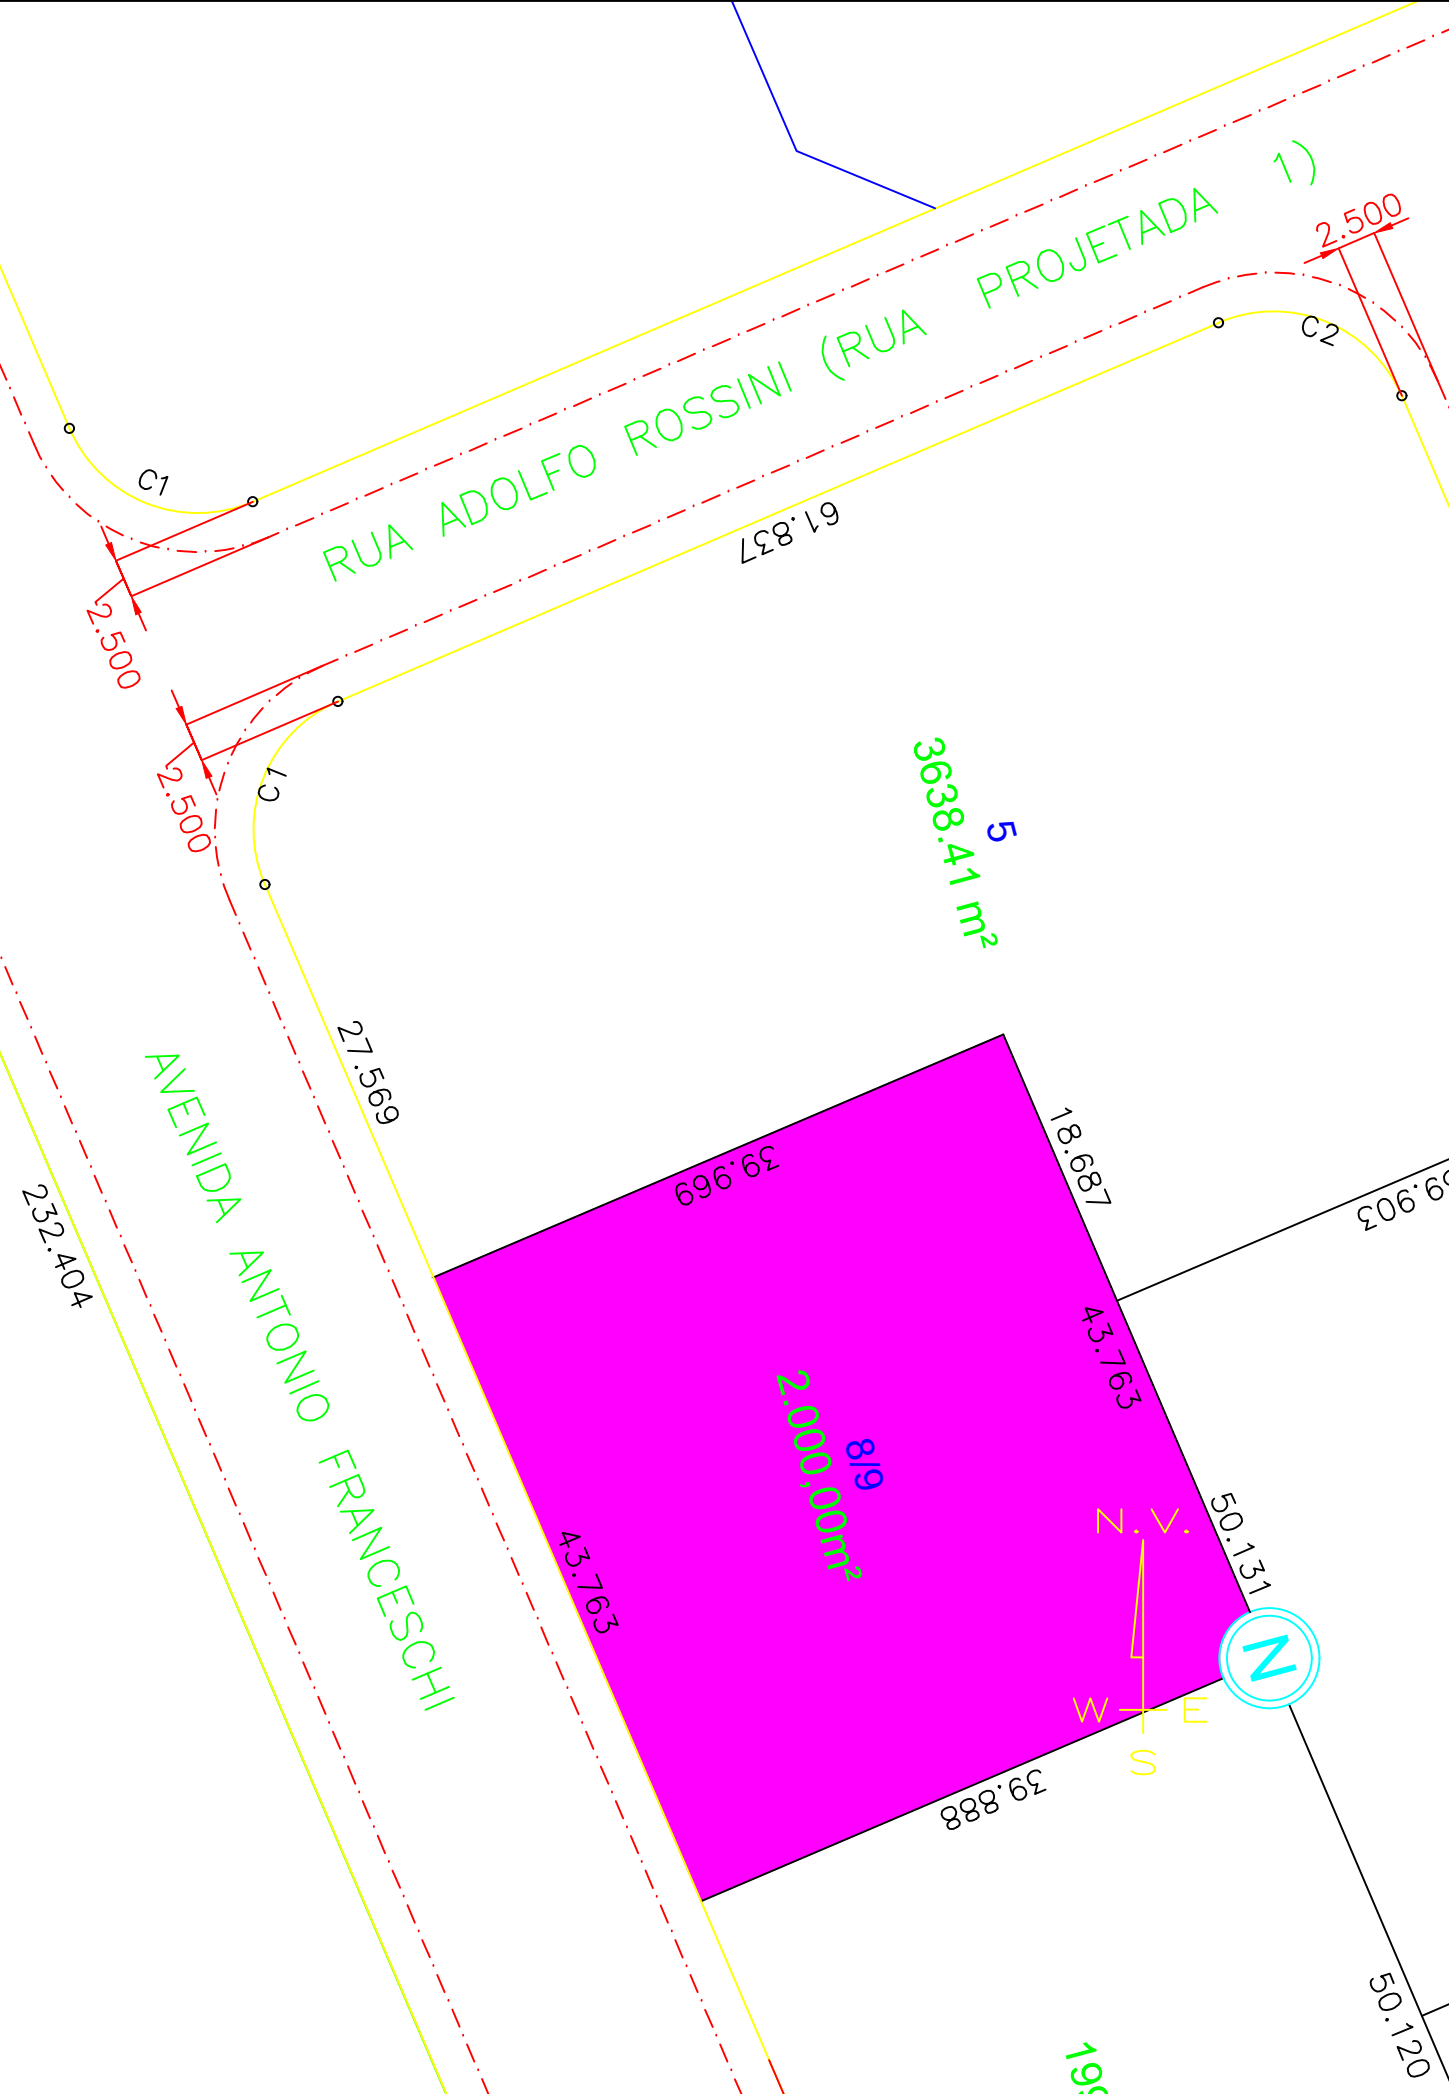 RUA ADOLFO ROSSINI (RUA PROJETADA 1)
2.500
C2
C1
61.837
2.500
2.500
C1
5
3638.41 m²
27.569
AVENIDA ANTONIO FRANCESCHI
232.404
39.969
18.687
9.903
43.763
8/9
2.000,00m²
43.763
50.131
N.V.
N
W E
S
39.888
50.120
199